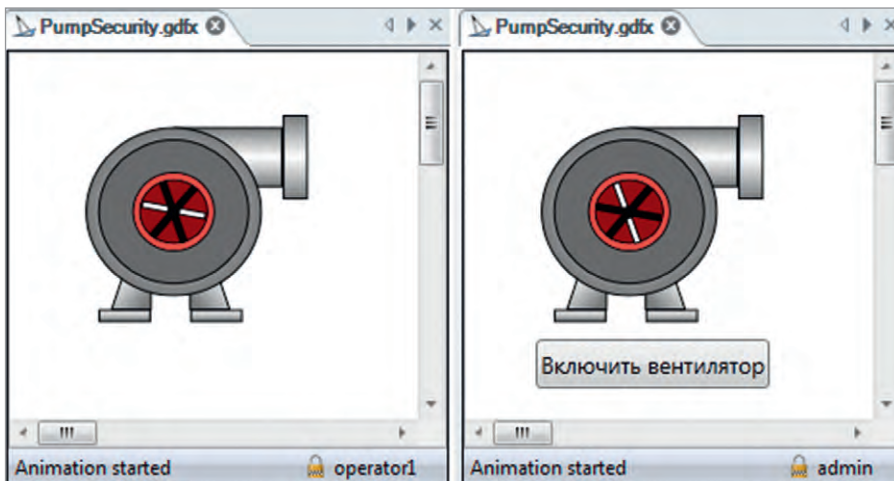 PumpSecurity.gdfx
Animation started operator1
PumpSecurity.gdfx
Включить вентилятор
Animation started admin